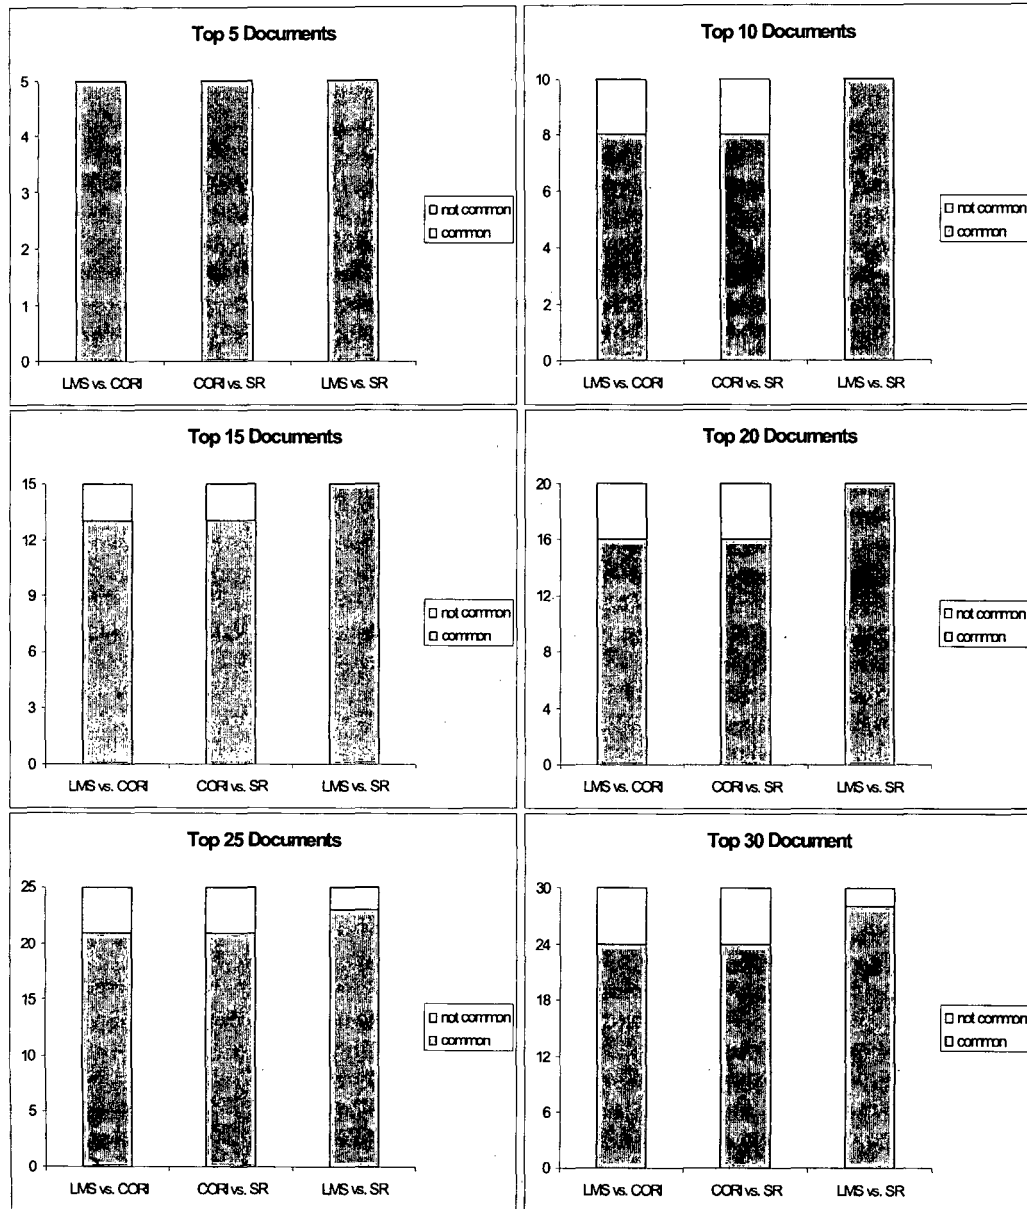 Top 5 Documents
5
4
3
2
1
0
LMS vs. CORI CORI vs. SR LMS vs. SR
not common
common
Top 10 Documents
10
8
6
4
2
0
LMS vs. CORI CORI vs. SR LMS vs. SR
not common
common
Top 15 Documents
15
12
9
6
3
0
LMS vs. CORI CORI vs. SR LMS vs. SR
not common
common
Top 20 Documents
20
16
12
8
4
0
LMS vs. CORI CORI vs. SR LMS vs. SR
not common
common
Top 25 Documents
25
20
15
10
5
0
LMS vs. CORI CORI vs. SR LMS vs. SR
not common
common
Top 30 Document
30
24
18
12
6
0
LMS vs. CORI CORI vs. SR LMS vs. SR
not common
common